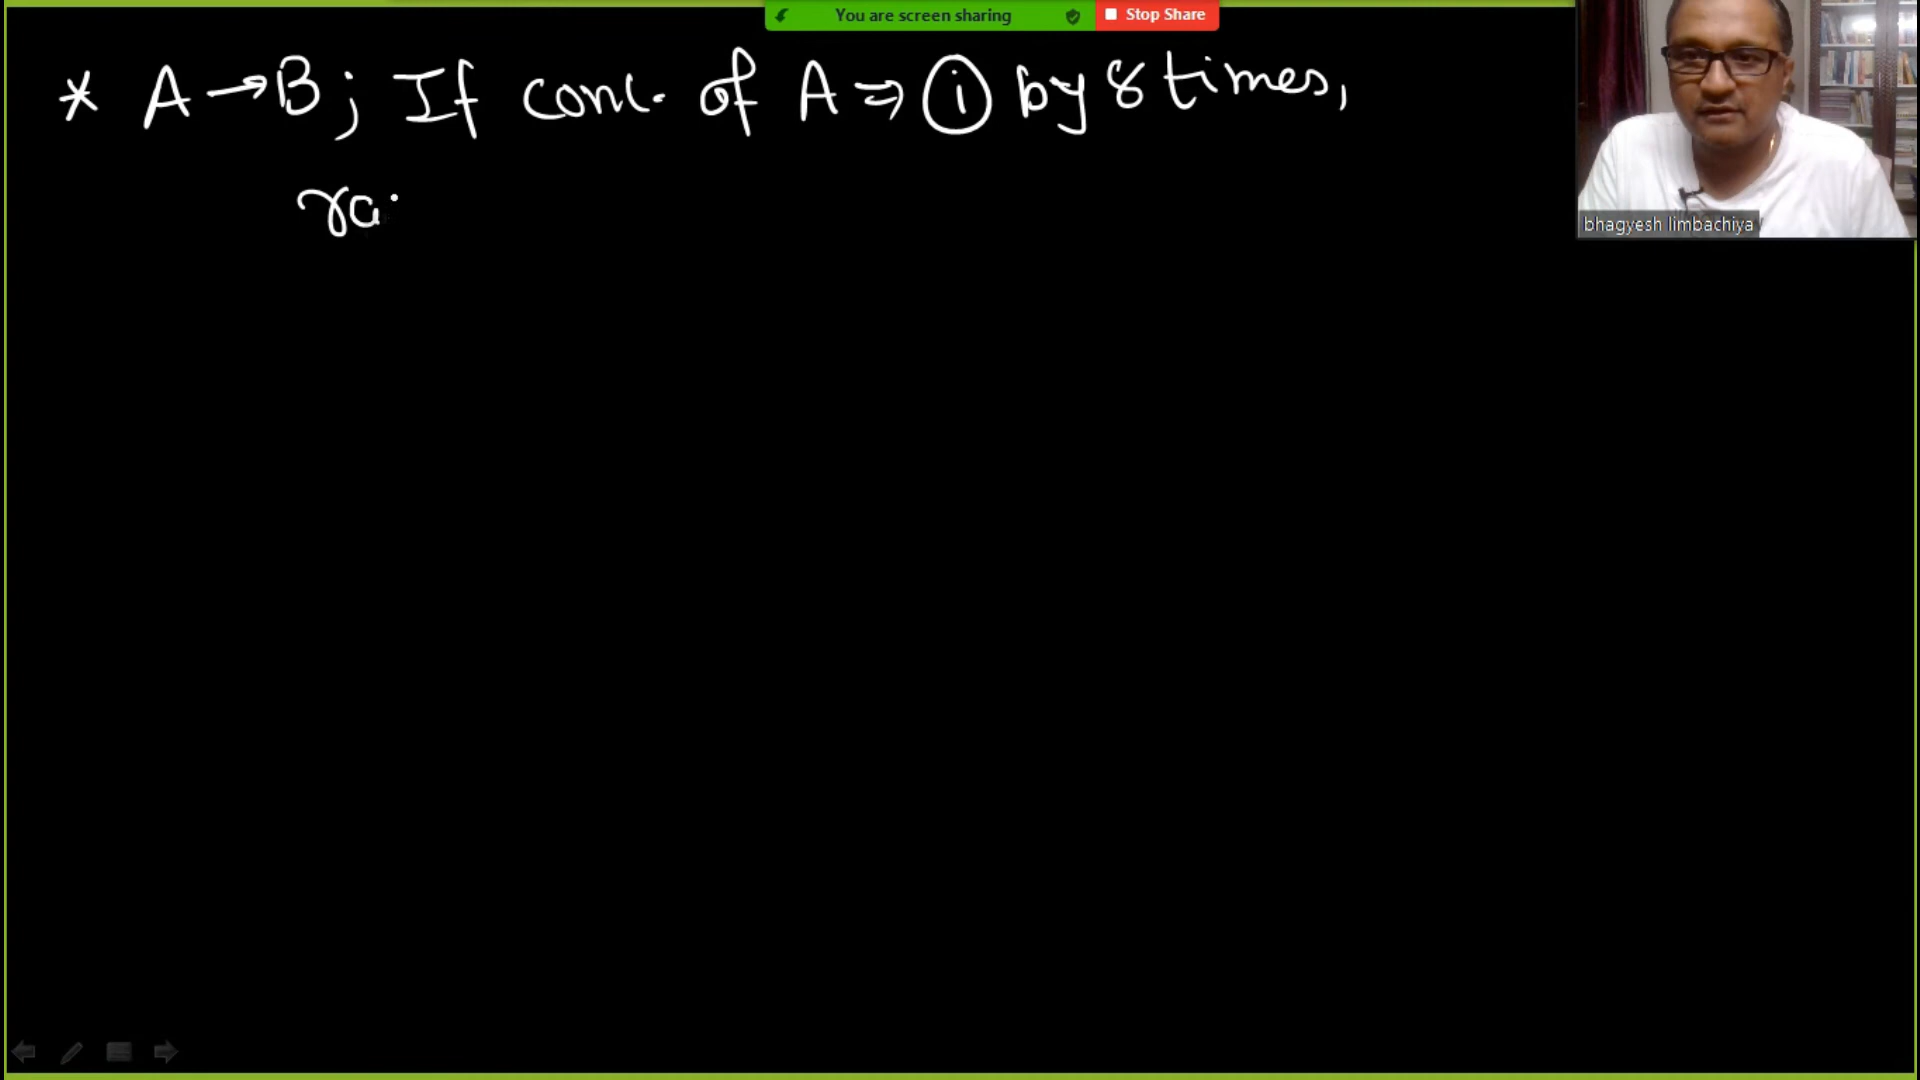 You are screen sharing Stop Share
* A → B ; If conc. of A ⇒ ⓘ by 8 times,
ra
bhagyesh limbachiya